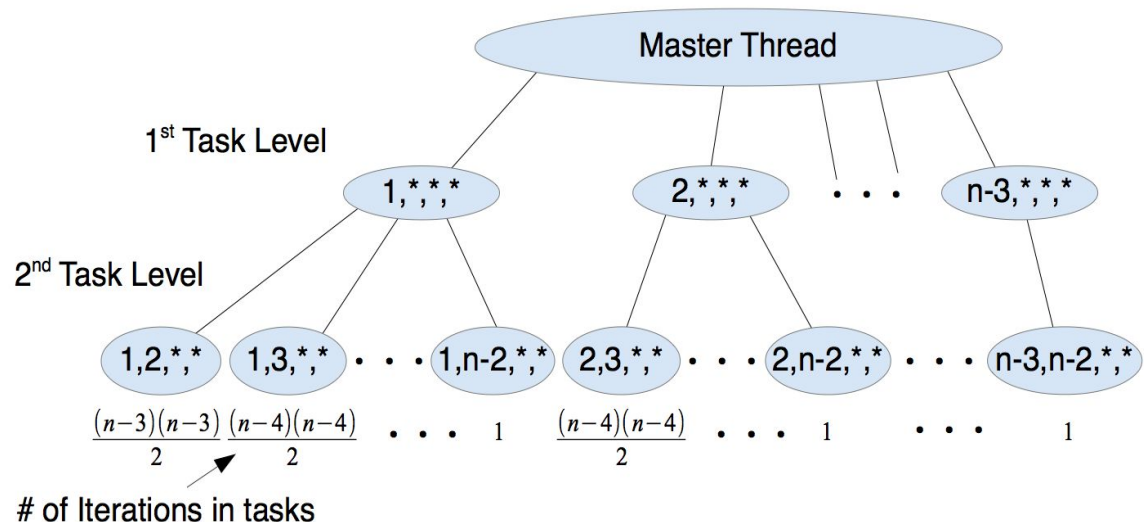 Master Thread
1st Task Level
1,*,*,* 2,*,*,* • • • n-3,*,*,*
2nd Task Level
1,2,*,* 1,3,*,* • • • 1,n-2,*,* 2,3,*,* • • • 2,n-2,*,* • • • n-3,n-2,*,*
(n−3)(n−3)/2 (n−4)(n−4)/2 • • • 1 (n−4)(n−4)/2 • • • 1 • • • 1
# of Iterations in tasks